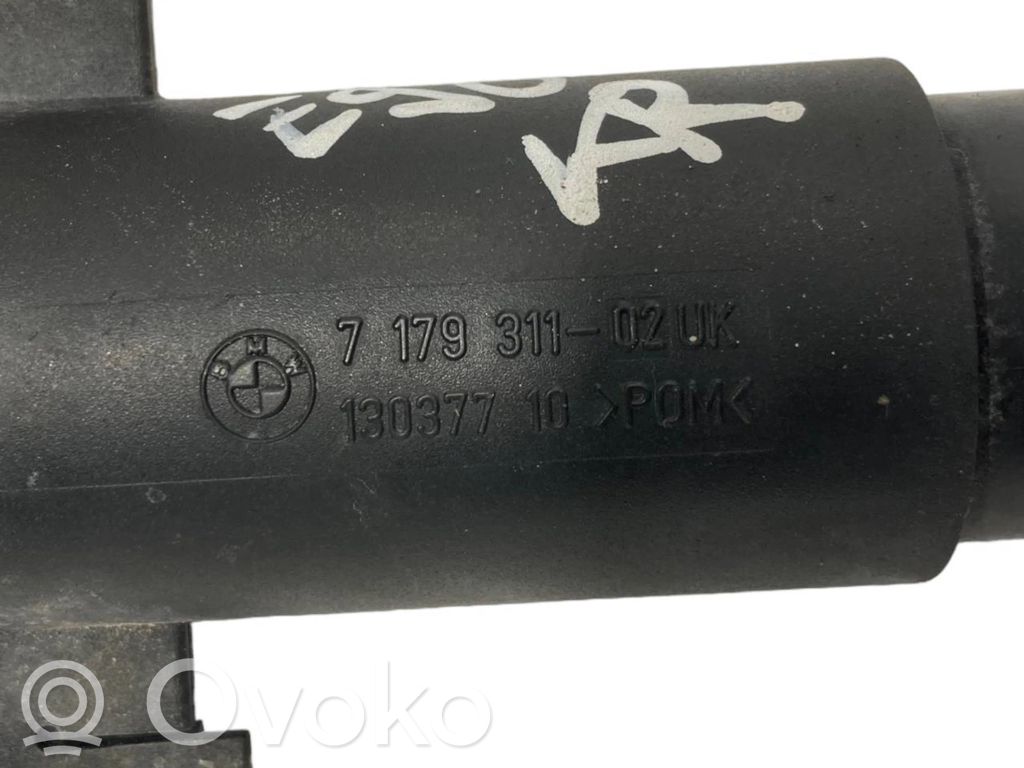 E90
VR
BMW
7 179 311-02 UK
130377 10 >POM<
Ovoko